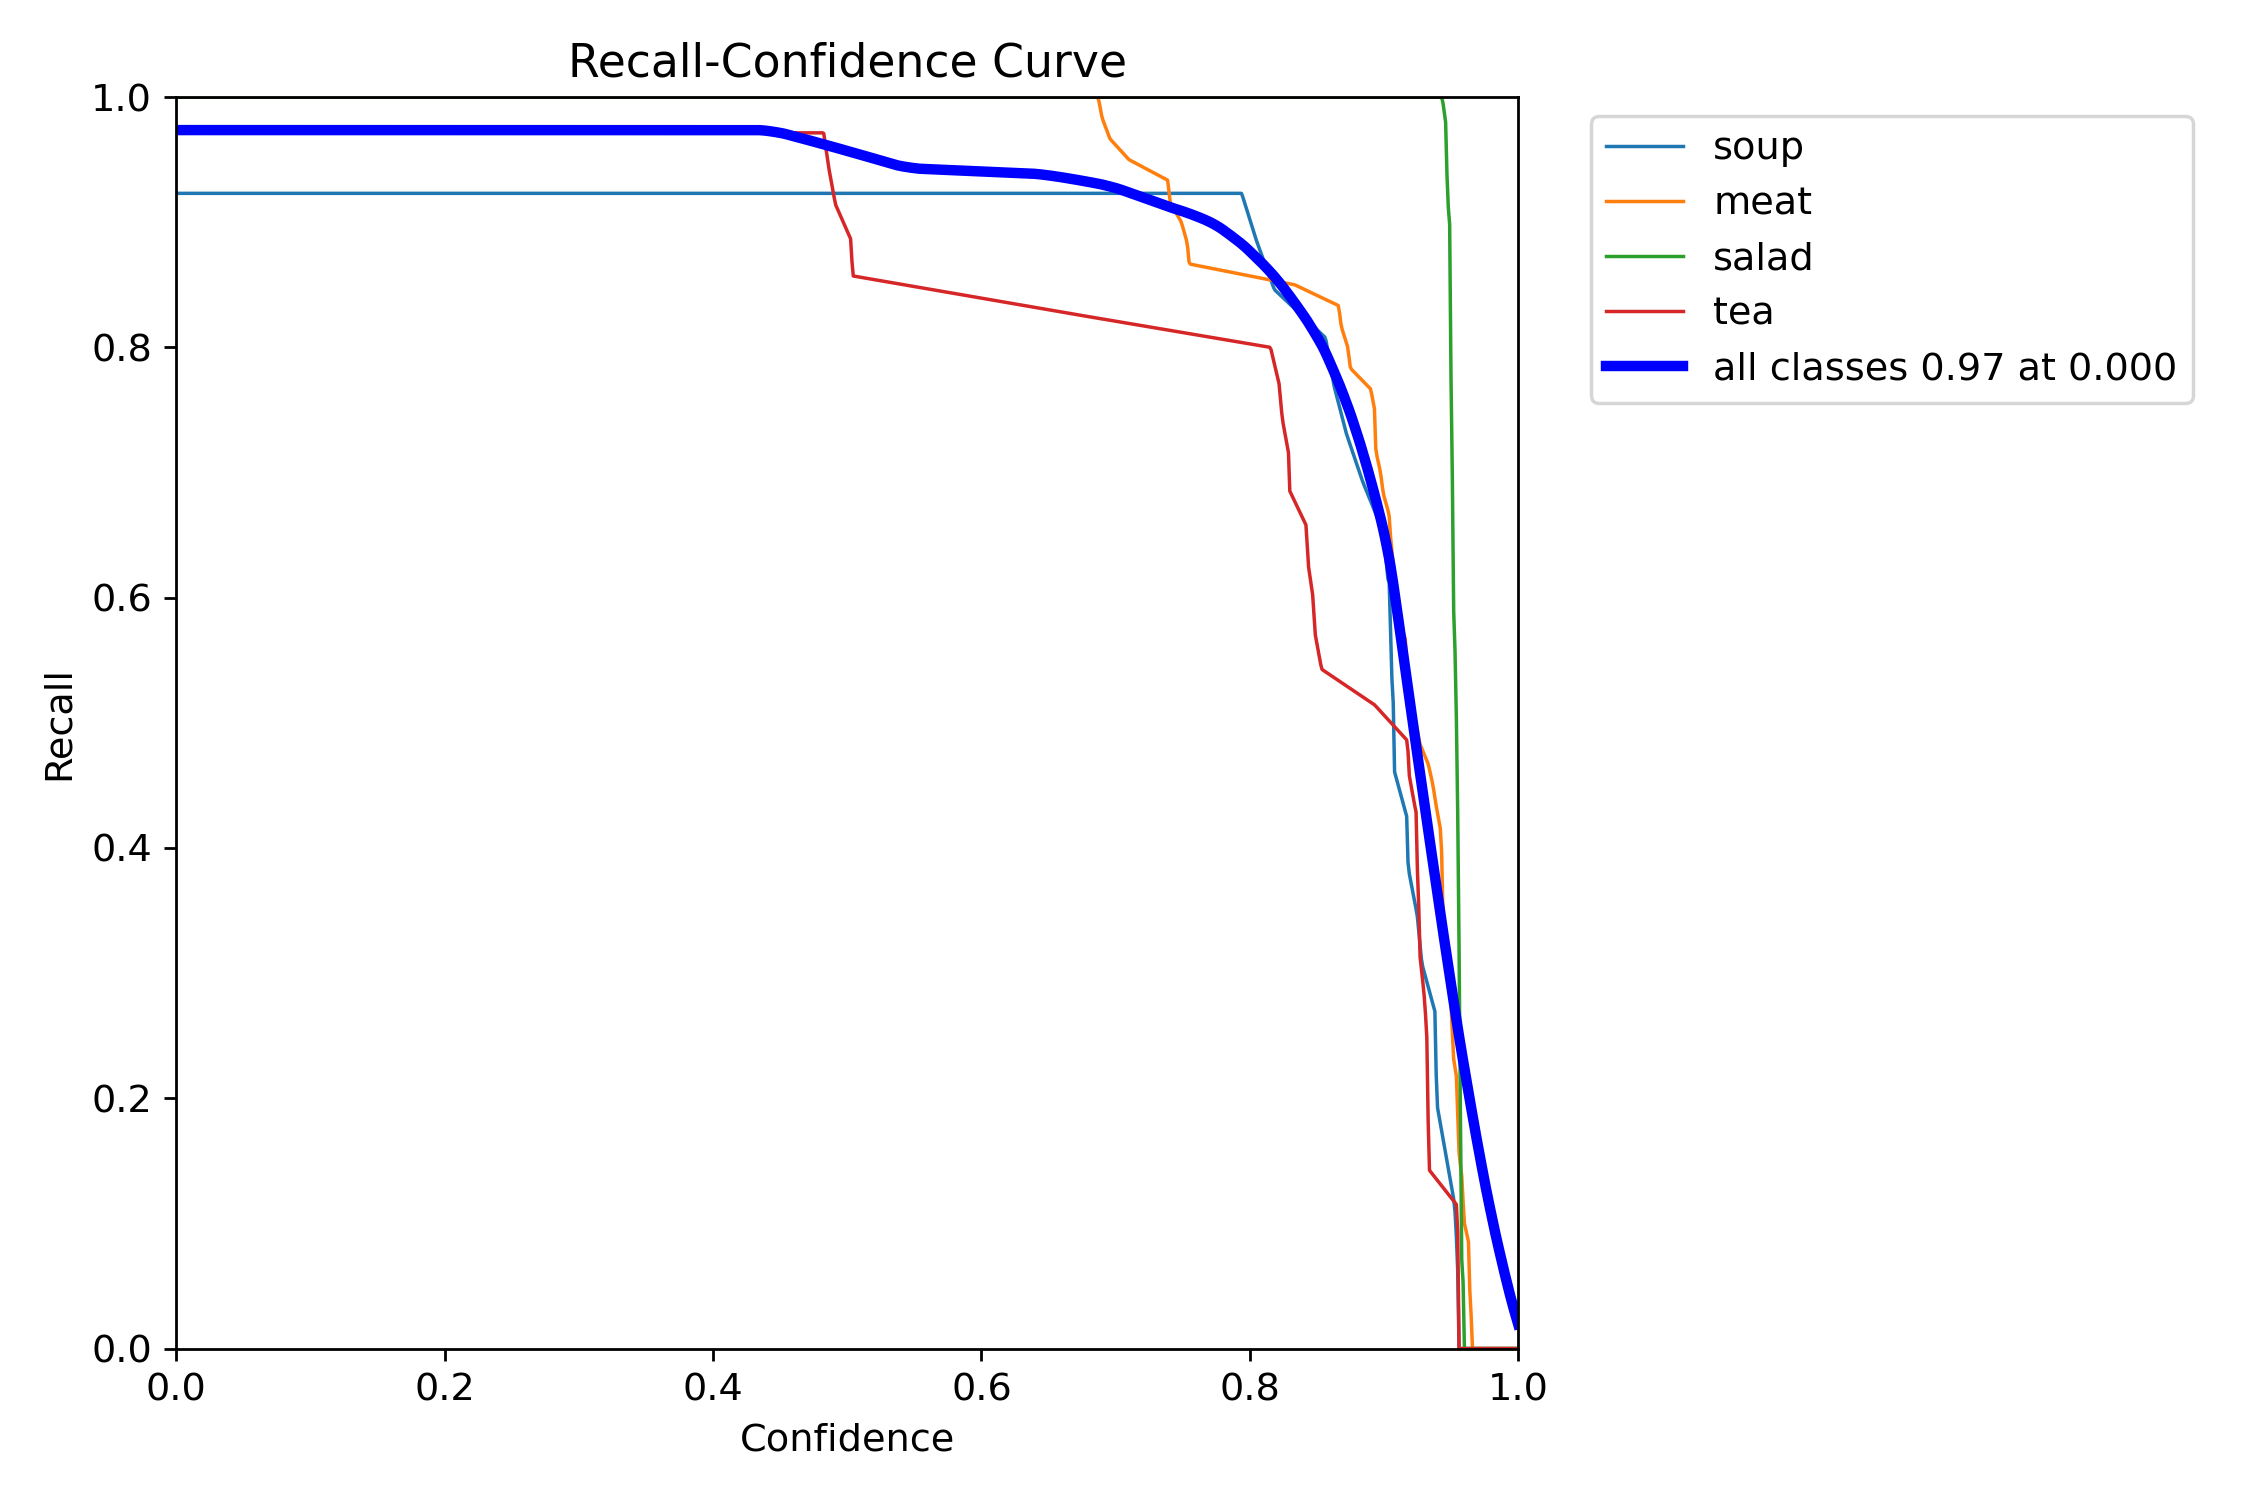 Recall-Confidence Curve
1.0
0.8
0.6
0.4
0.2
0.0
Recall
0.0 0.2 0.4 0.6 0.8 1.0
Confidence
soup
meat
salad
tea
all classes 0.97 at 0.000